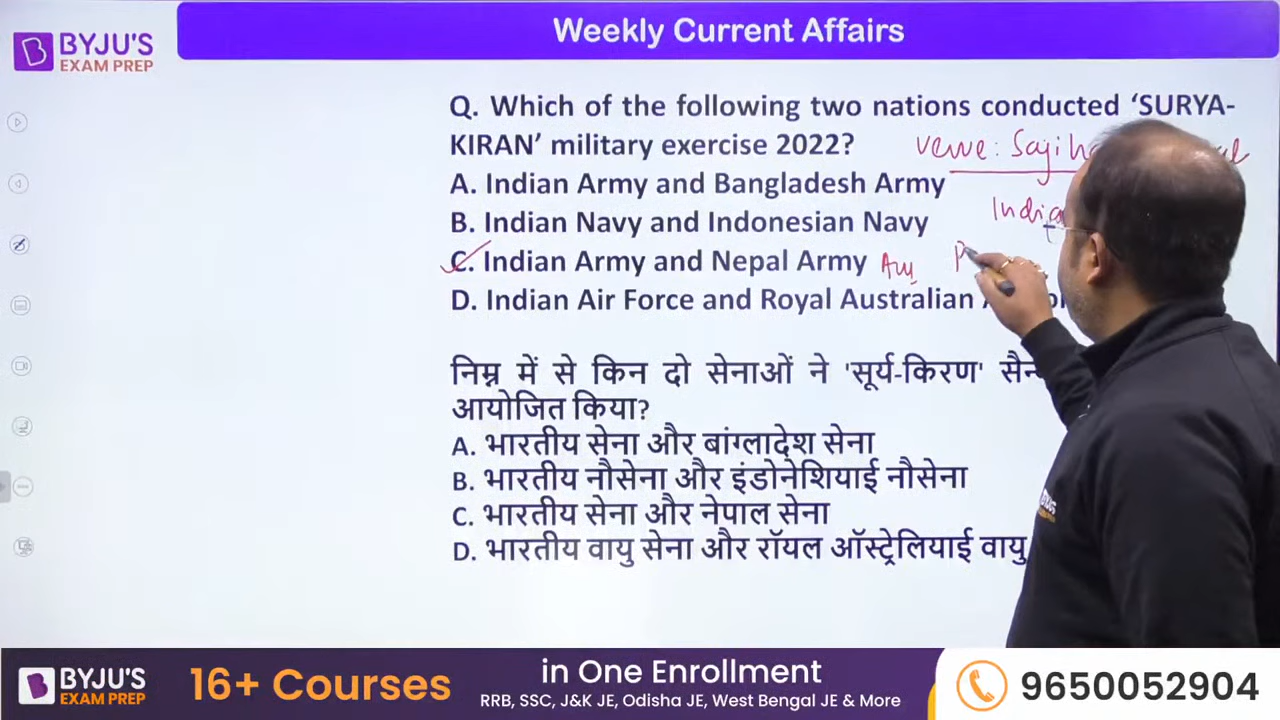 BYJU'S
EXAM PREP
Weekly Current Affairs
Q. Which of the following two nations conducted ‘SURYA-
KIRAN’ military exercise 2022?
venue: Saji
A. Indian Army and Bangladesh Army
India
B. Indian Navy and Indonesian Navy
C. Indian Army and Nepal Army
D. Indian Air Force and Royal Australian
निम्न में से किन दो सेनाओं ने 'सूर्य-किरण'
आयोजित किया?
A. भारतीय सेना और बांग्लादेश सेना
B. भारतीय नौसेना और इंडोनेशियाई नौसेना
C. भारतीय सेना और नेपाल सेना
D. भारतीय वायु सेना और रॉयल ऑस्ट्रेलियाई वायु
BYJU'S
EXAM PREP
16+ Courses
in One Enrollment
RRB, SSC, J&K JE, Odisha JE, West Bengal JE & More
9650052904